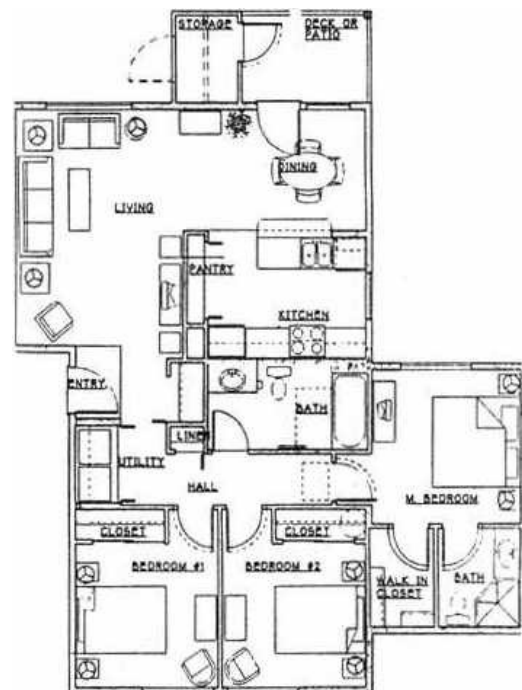 STORAGE
DECK OR
PATIO
DINING
LIVING
PANTRY
KITCHEN
ENTRY
BATH
LINEN
UTILITY
HALL
M. BEDROOM
CLOSET
CLOSET
BEDROOM #1
BEDROOM #2
WALK IN
CLOSET
BATH